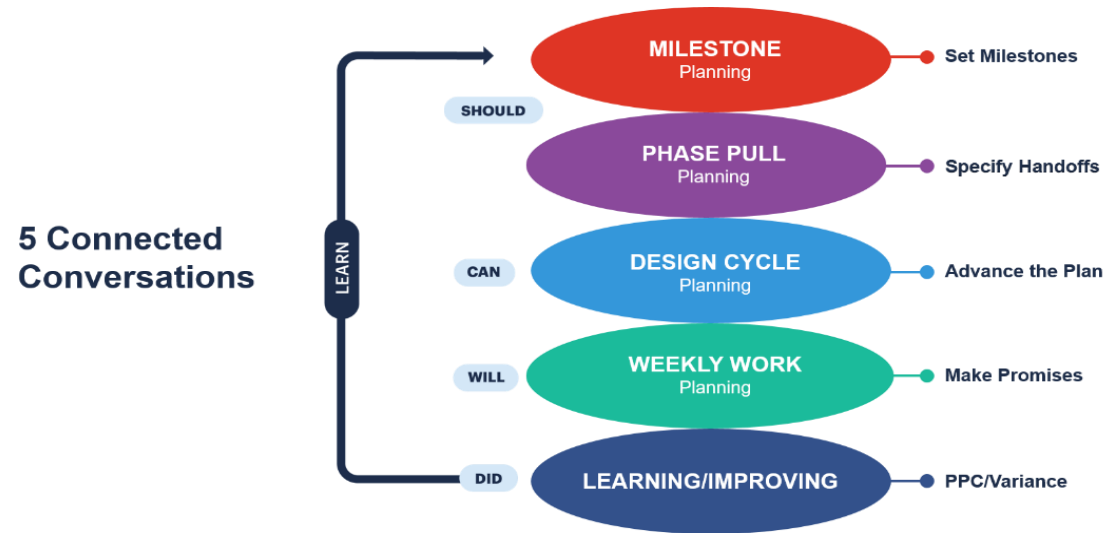 5 Connected
Conversations
LEARN
SHOULD
CAN
WILL
DID
MILESTONE
Planning
Set Milestones
PHASE PULL
Planning
Specify Handoffs
DESIGN CYCLE
Planning
Advance the Plan
WEEKLY WORK
Planning
Make Promises
LEARNING/IMPROVING
PPC/Variance